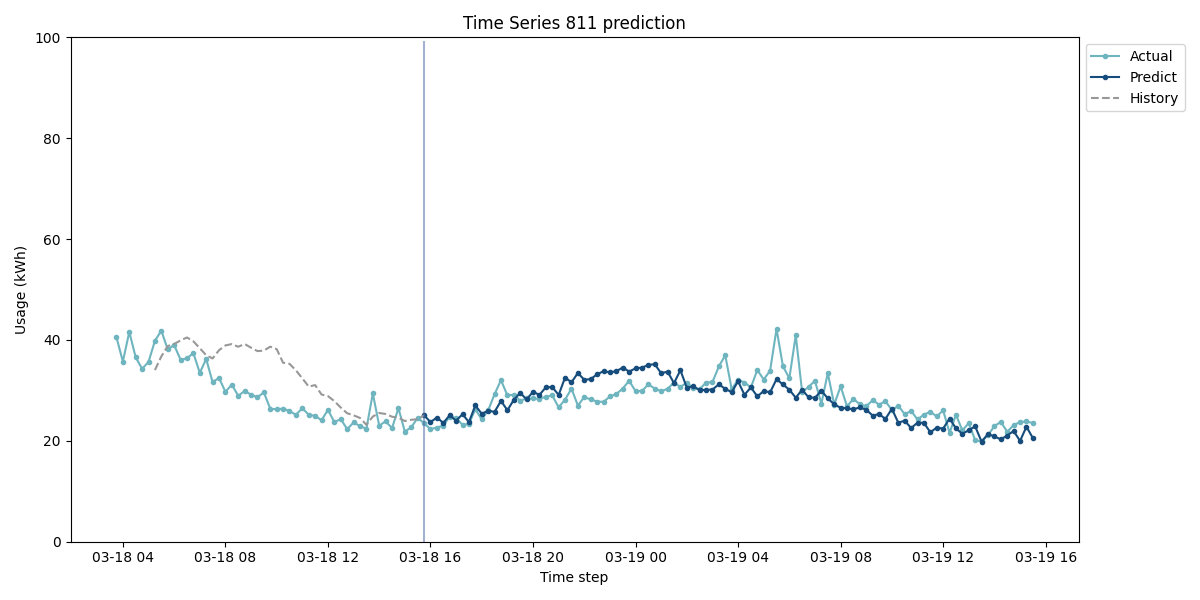 Time Series 811 prediction
Usage (kWh)
100
80
60
40
20
0
03-18 04
03-18 08
03-18 12
03-18 16
03-18 20
03-19 00
03-19 04
03-19 08
03-19 12
03-19 16
Time step
Actual
Predict
History